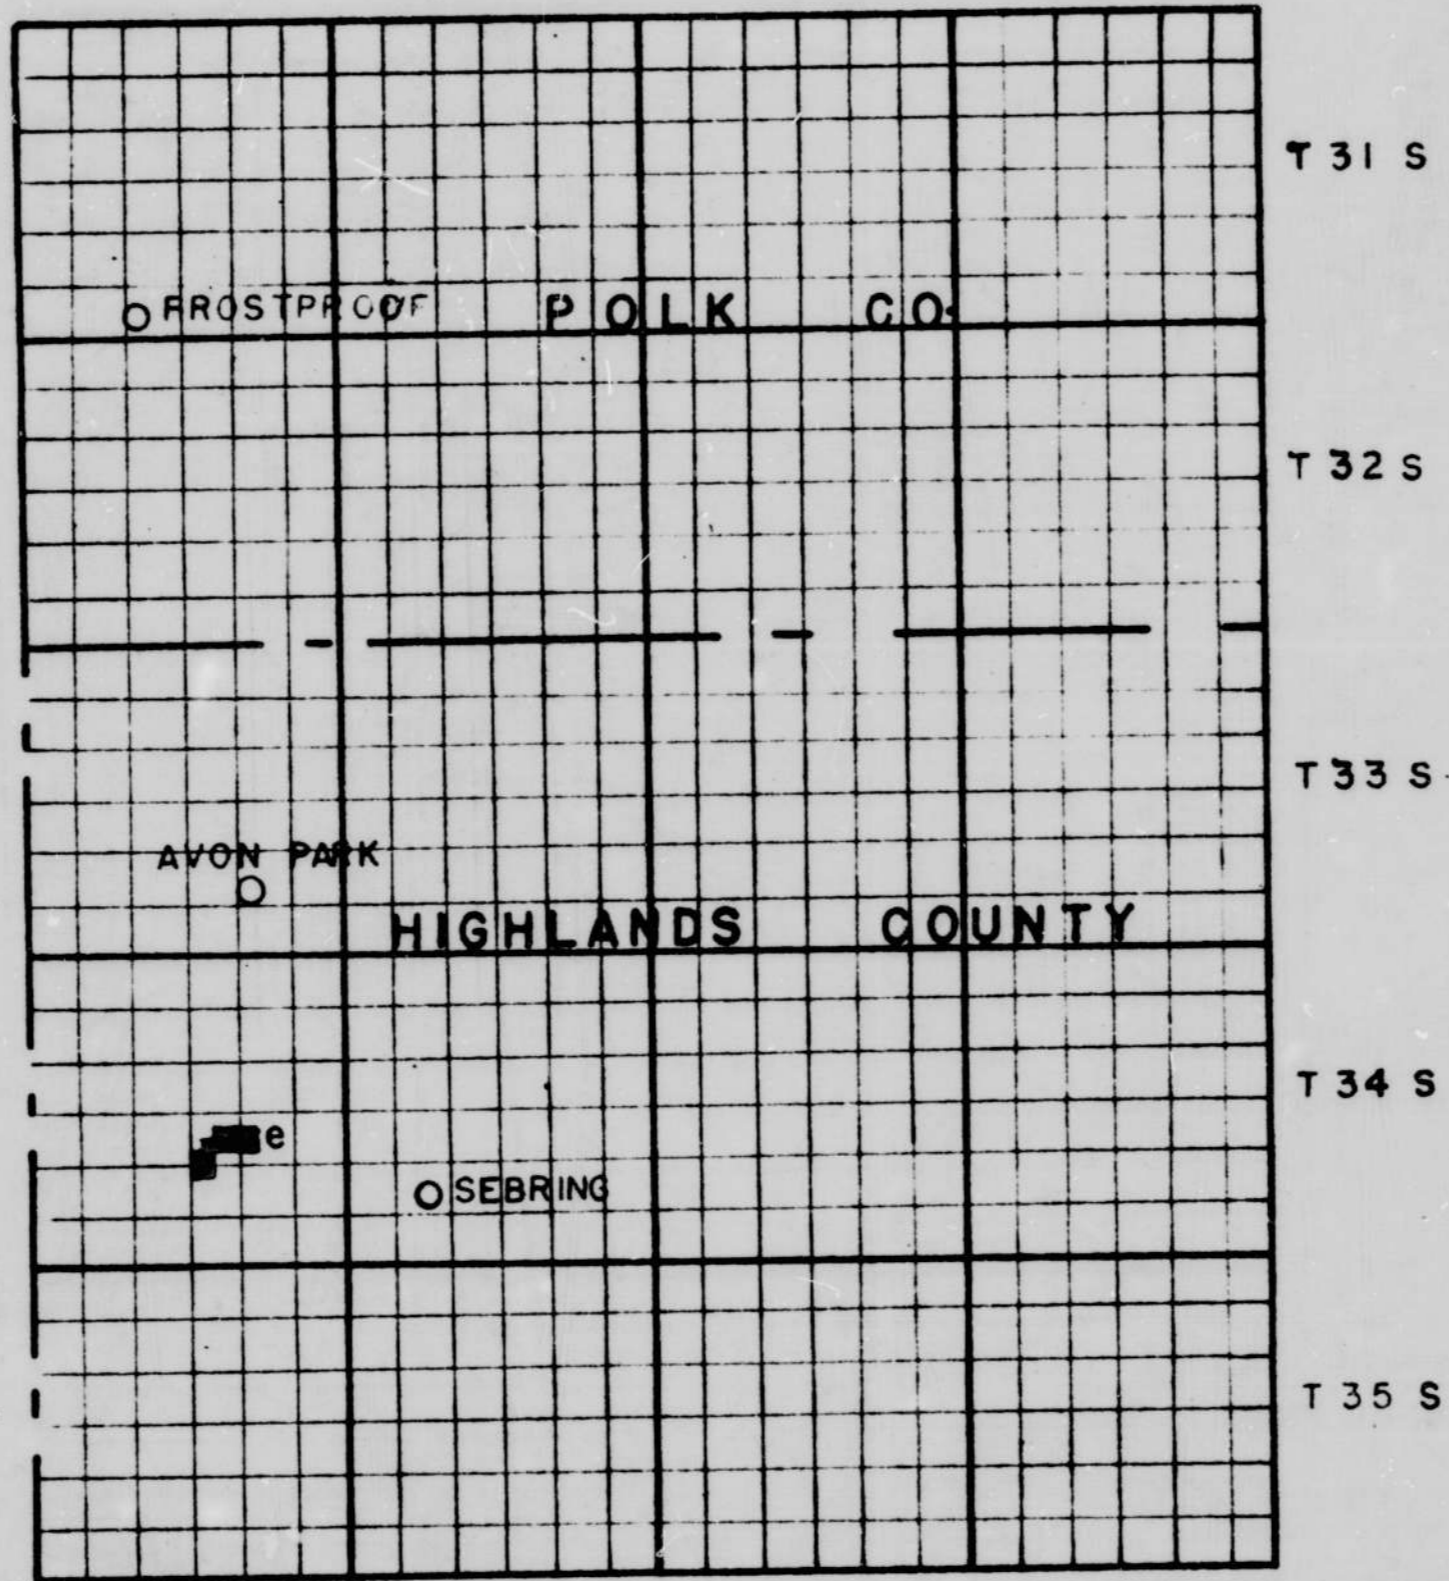 T 31 S
FROSTPROOF
POLK CO.
T 32 S
T 33 S
AVON PARK
HIGHLANDS COUNTY
T 34 S
e
SEBRING
T 35 S